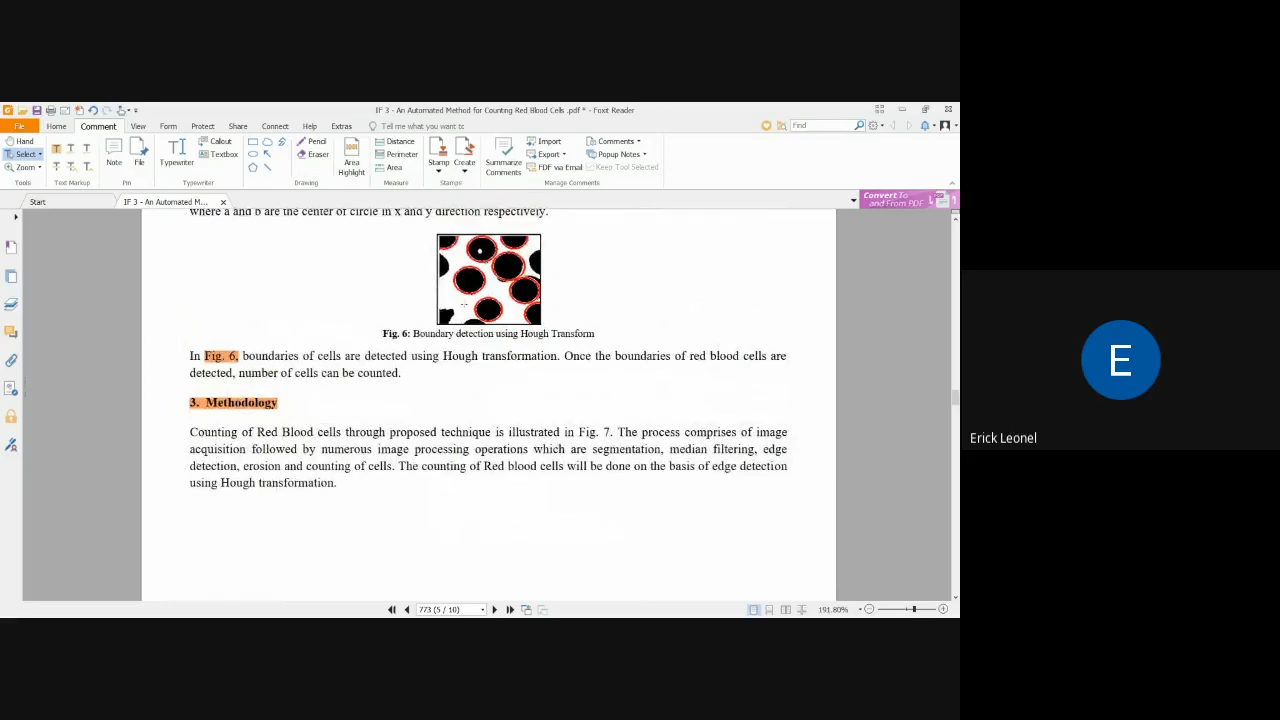 IF 3 - An Automated Method for Counting Red Blood Cells .pdf * - Foxit Reader
File Home Comment View Form Protect Share Connect Help Extras Tell me what you want to Find
Hand
Select
Zoom
Tools
Text Markup
Note
File
Pin
Typewriter
Callout
Textbox
Typewriter
Pencil
Eraser
Drawing
Area
Highlight
Distance
Perimeter
Area
Measure
Stamp
Create
Stamps
Summarize
Comments
Import
Export
FDF via Email
Comments
Popup Notes
Keep Tool Selected
Manage Comments
Start
IF 3 - An Automated M...
Convert To
and From PDF
where a and b are the center of circle in x and y direction respectively.
Fig. 6: Boundary detection using Hough Transform
In Fig. 6, boundaries of cells are detected using Hough transformation. Once the boundaries of red blood cells are
detected, number of cells can be counted.
3. Methodology
Counting of Red Blood cells through proposed technique is illustrated in Fig. 7. The process comprises of image
acquisition followed by numerous image processing operations which are segmentation, median filtering, edge
detection, erosion and counting of cells. The counting of Red blood cells will be done on the basis of edge detection
using Hough transformation.
773 (5 / 10)
191.80%
E
Erick Leonel